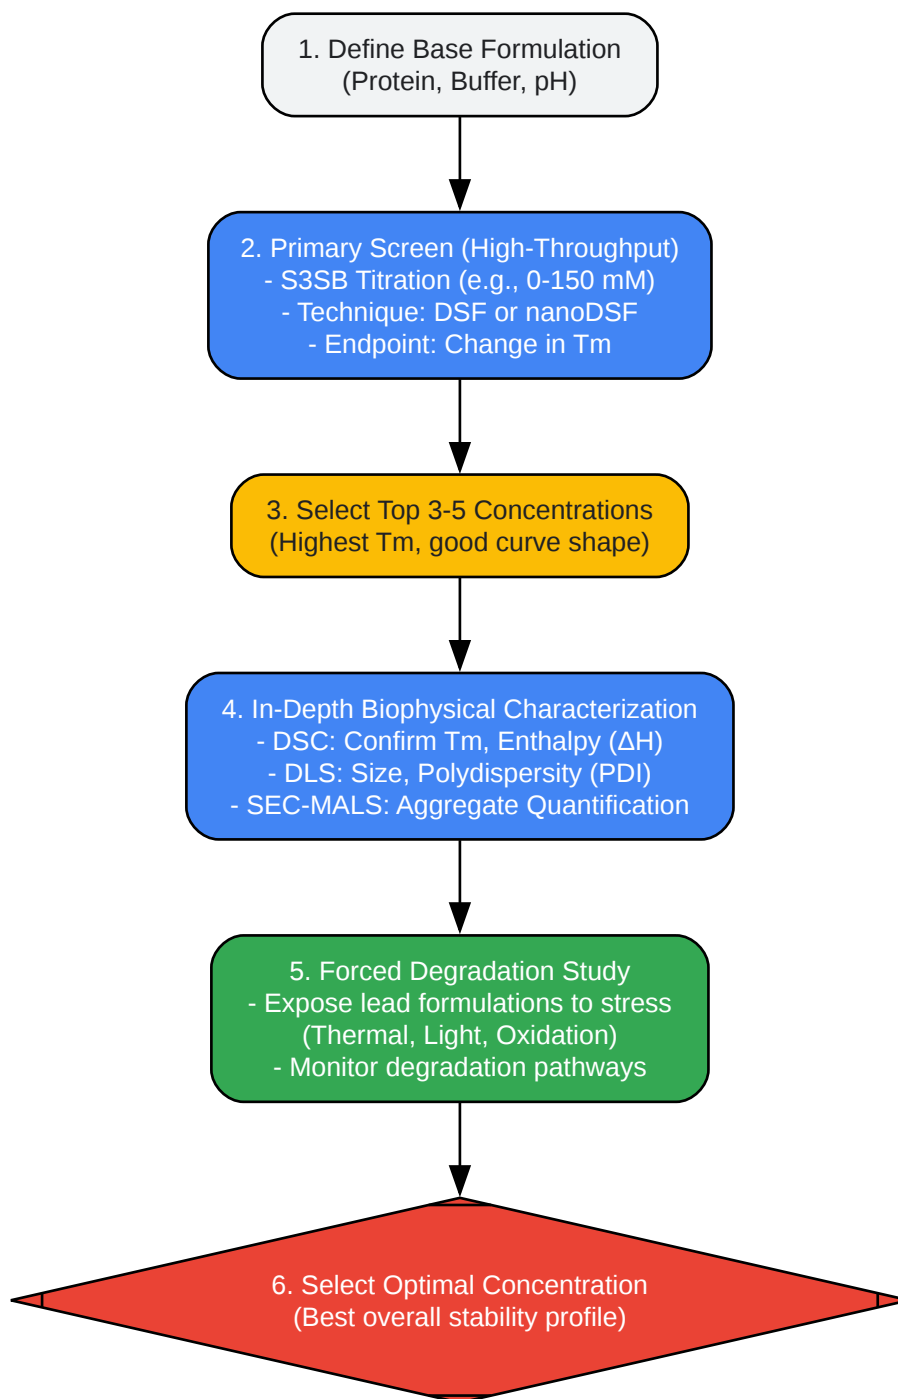 1. Define Base Formulation
(Protein, Buffer, pH)
2. Primary Screen (High-Throughput)
- S3SB Titration (e.g., 0-150 mM)
- Technique: DSF or nanoDSF
- Endpoint: Change in Tm
3. Select Top 3-5 Concentrations
(Highest Tm, good curve shape)
4. In-Depth Biophysical Characterization
- DSC: Confirm Tm, Enthalpy (ΔH)
- DLS: Size, Polydispersity (PDI)
- SEC-MALS: Aggregate Quantification
5. Forced Degradation Study
- Expose lead formulations to stress
(Thermal, Light, Oxidation)
- Monitor degradation pathways
6. Select Optimal Concentration
(Best overall stability profile)